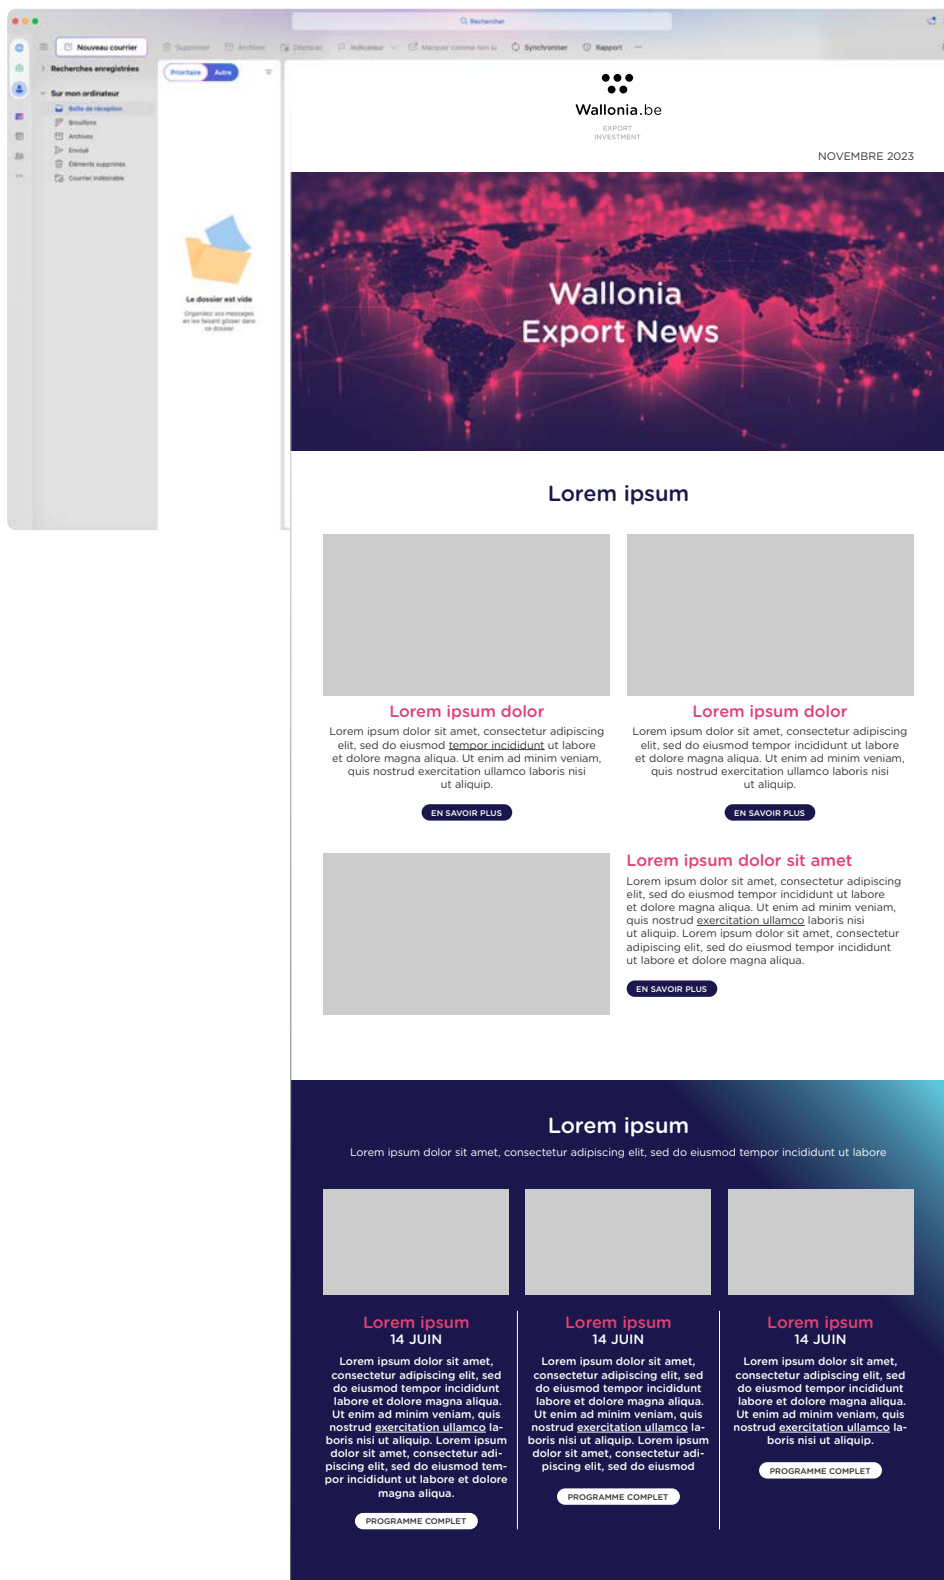 Rechercher
Nouveau courrier
Supprimer
Archiver
Déplacer
Indicateur
Marquer comme non lu
Synchroniser
Rapport
Recherches enregistrées
Sur mon ordinateur
Boîte de réception
Brouillons
Archives
Envoyé
Éléments supprimés
Courrier indésirable
Prioritaire
Autre
Le dossier est vide
Organisez vos messages
en les faisant glisser dans
ce dossier
Wallonia.be
EXPORT
INVESTMENT
NOVEMBRE 2023
Wallonia
Export News
Lorem ipsum
Lorem ipsum dolor
Lorem ipsum dolor sit amet, consectetur adipiscing
elit, sed do eiusmod tempor incididunt ut labore
et dolore magna aliqua. Ut enim ad minim veniam,
quis nostrud exercitation ullamco laboris nisi
ut aliquip.
EN SAVOIR PLUS
Lorem ipsum dolor
Lorem ipsum dolor sit amet, consectetur adipiscing
elit, sed do eiusmod tempor incididunt ut labore
et dolore magna aliqua. Ut enim ad minim veniam,
quis nostrud exercitation ullamco laboris nisi
ut aliquip.
EN SAVOIR PLUS
Lorem ipsum dolor sit amet
Lorem ipsum dolor sit amet, consectetur adipiscing
elit, sed do eiusmod tempor incididunt ut labore
et dolore magna aliqua. Ut enim ad minim veniam,
quis nostrud exercitation ullamco laboris nisi
ut aliquip. Lorem ipsum dolor sit amet, consectetur
adipiscing elit, sed do eiusmod tempor incididunt
ut labore et dolore magna aliqua.
EN SAVOIR PLUS
Lorem ipsum
Lorem ipsum dolor sit amet, consectetur adipiscing elit, sed do eiusmod tempor incididunt ut labore
Lorem ipsum
14 JUIN
Lorem ipsum dolor sit amet,
consectetur adipiscing elit, sed
do eiusmod tempor incididunt
labore et dolore magna aliqua.
Ut enim ad minim veniam, quis
nostrud exercitation ullamco la-
boris nisi ut aliquip. Lorem ipsum
dolor sit amet, consectetur adi-
piscing elit, sed do eiusmod tem-
por incididunt ut labore et dolore
magna aliqua.
PROGRAMME COMPLET
Lorem ipsum
14 JUIN
Lorem ipsum dolor sit amet,
consectetur adipiscing elit, sed
do eiusmod tempor incididunt
labore et dolore magna aliqua.
Ut enim ad minim veniam, quis
nostrud exercitation ullamco la-
boris nisi ut aliquip. Lorem ipsum
dolor sit amet, consectetur adi-
piscing elit, sed do eiusmod
PROGRAMME COMPLET
Lorem ipsum
14 JUIN
Lorem ipsum dolor sit amet,
consectetur adipiscing elit, sed
do eiusmod tempor incididunt
labore et dolore magna aliqua.
Ut enim ad minim veniam, quis
nostrud exercitation ullamco la-
boris nisi ut aliquip.
PROGRAMME COMPLET